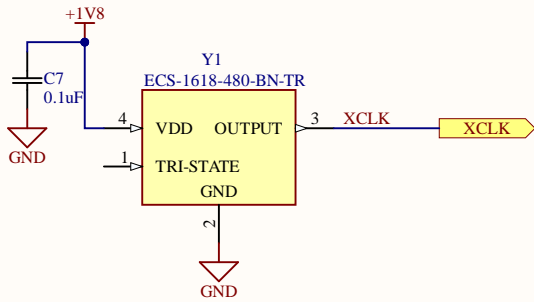 +1V8
Y1
ECS-1618-480-BN-TR
C7
0.1uF
GND
4
VDD
OUTPUT
3
XCLK
XCLK
1
TRI-STATE
GND
2
GND